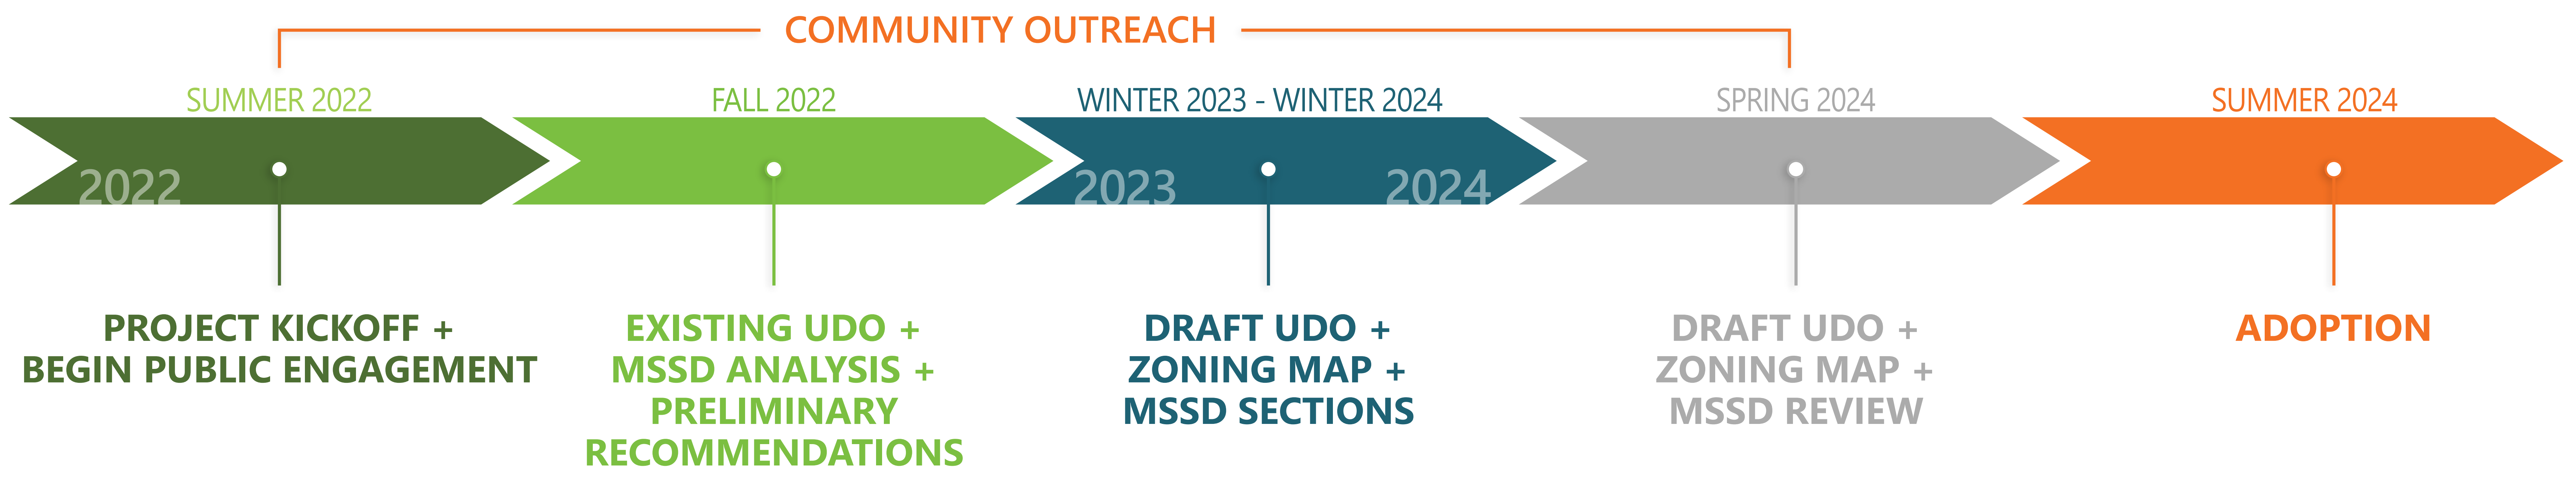 COMMUNITY OUTREACH
SUMMER 2022
FALL 2022
WINTER 2023 - WINTER 2024
SPRING 2024
SUMMER 2024
2022
2023
2024
PROJECT KICKOFF +
BEGIN PUBLIC ENGAGEMENT
EXISTING UDO +
MSSD ANALYSIS +
PRELIMINARY
RECOMMENDATIONS
DRAFT UDO +
ZONING MAP +
MSSD SECTIONS
DRAFT UDO +
ZONING MAP +
MSSD REVIEW
ADOPTION